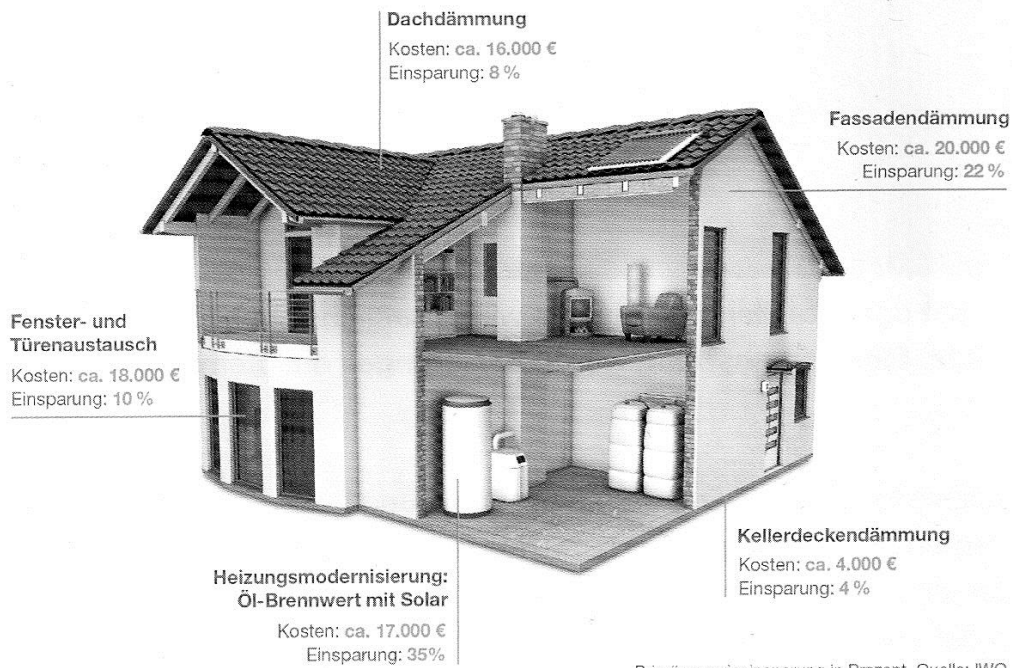 Dachdämmung
Kosten: ca. 16.000 €
Einsparung: 8 %
Fassadendämmung
Kosten: ca. 20.000 €
Einsparung: 22 %
Fenster- und
Türenaustausch
Kosten: ca. 18.000 €
Einsparung: 10 %
Kellerdeckendämmung
Kosten: ca. 4.000 €
Einsparung: 4 %
Heizungsmodernisierung:
Öl-Brennwert mit Solar
Kosten: ca. 17.000 €
Einsparung: 35%
in Prozent. Quelle: IWO